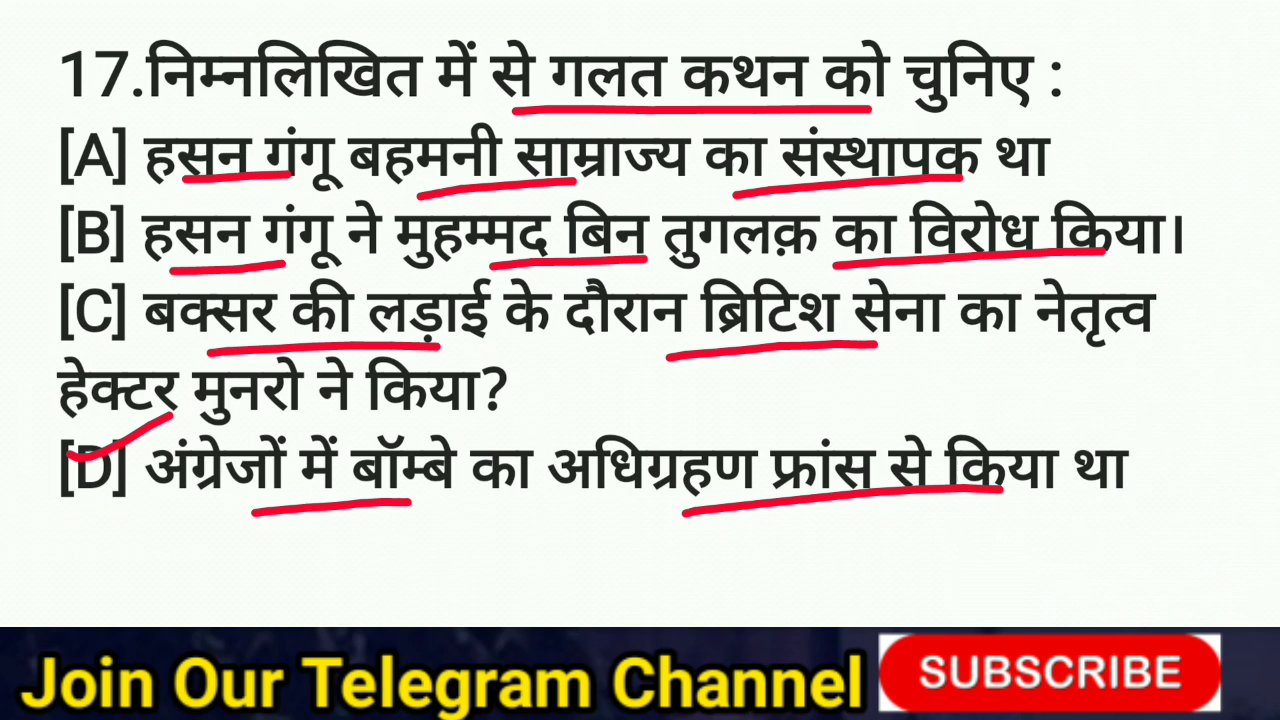 17.निम्नलिखित में से गलत कथन को चुनिए :
[A] हसन गंगू बहमनी साम्राज्य का संस्थापक था
[B] हसन गंगू ने मुहम्मद बिन तुगलक़ का विरोध किया।
[C] बक्सर की लड़ाई के दौरान ब्रिटिश सेना का नेतृत्व
हेक्टर मुनरो ने किया?
[D] अंग्रेजों में बॉम्बे का अधिग्रहण फ्रांस से किया था
Join Our Telegram Channel SUBSCRIBE